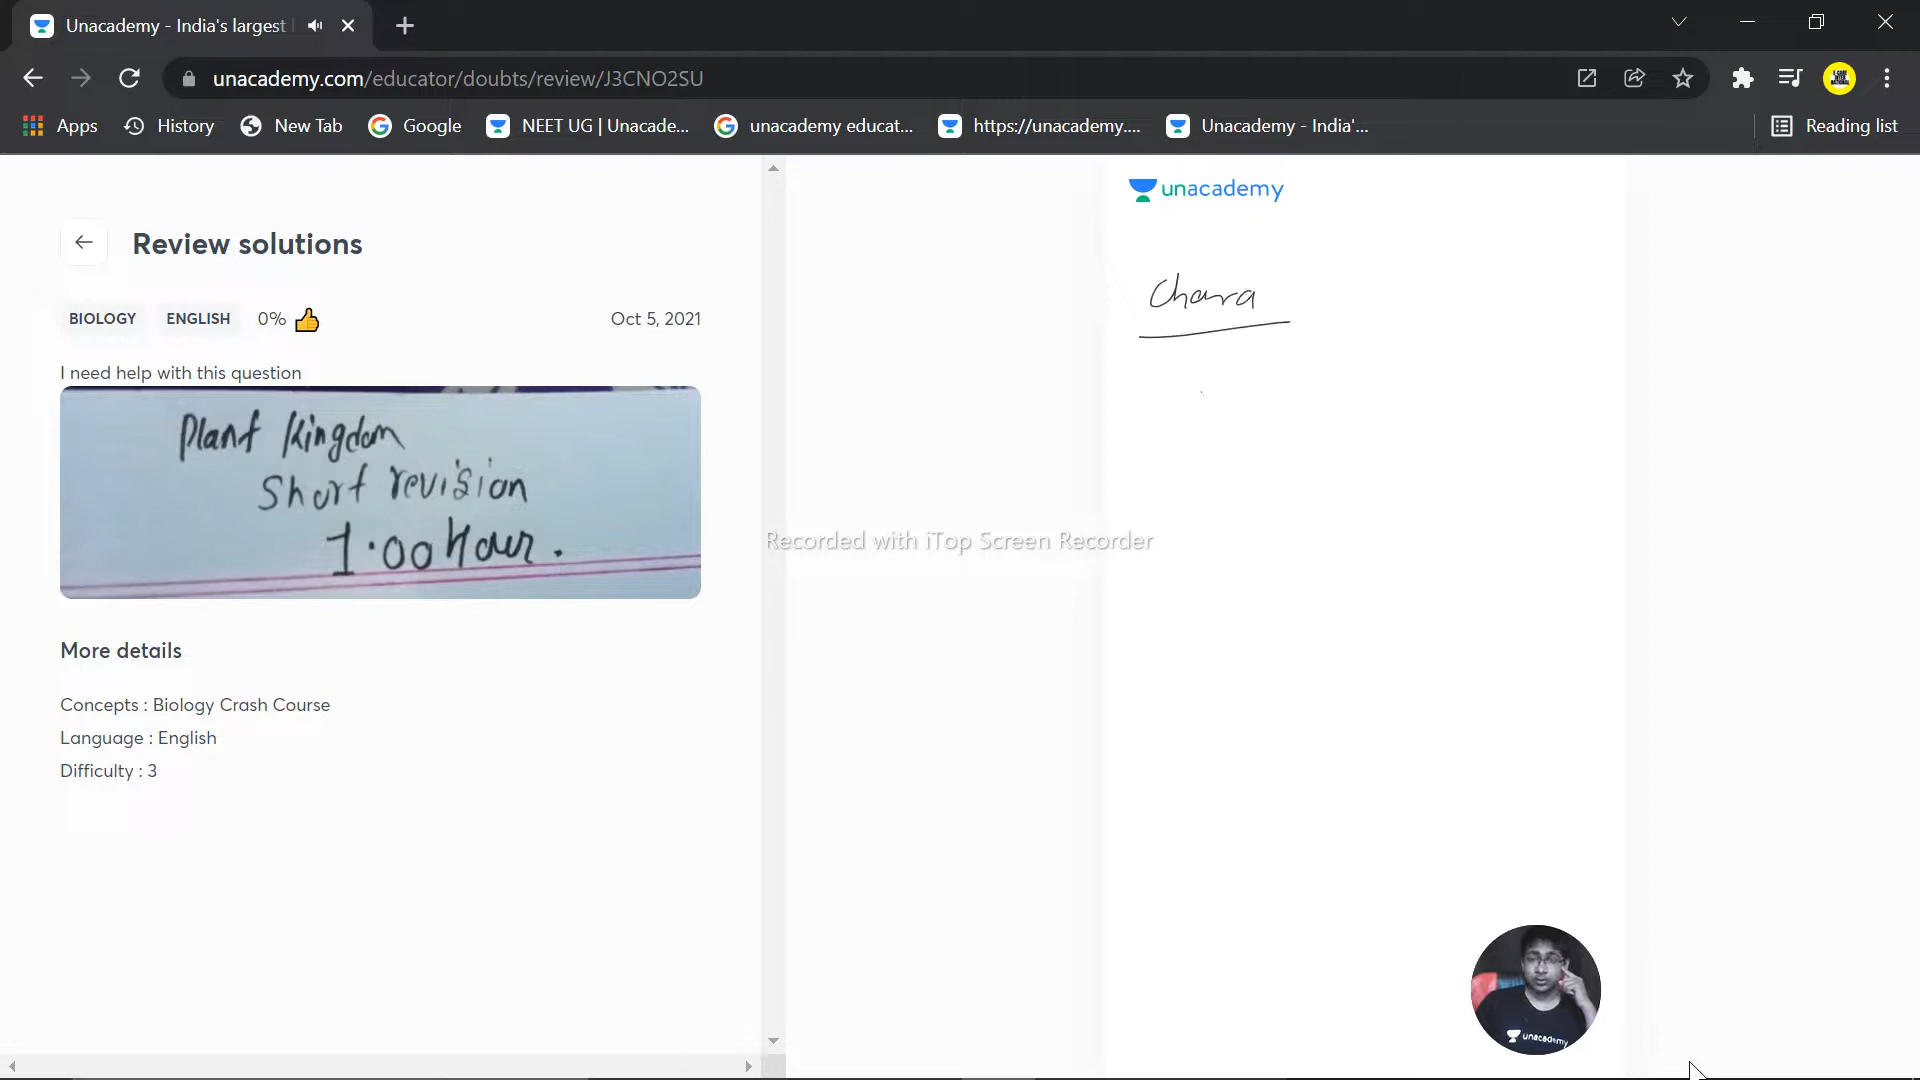 Unacademy - India's largest
unacademy.com/educator/doubts/review/J3CNO2SU
Apps History New Tab Google NEET UG | Unacade... unacademy educat... https://unacademy.... Unacademy - India'... Reading list
unacademy
Review solutions
Chara
BIOLOGY ENGLISH 0% Oct 5, 2021
I need help with this question
Plant Kingdom
Short revision
1.00 Hour.
Recorded with iTop Screen Recorder
More details
Concepts : Biology Crash Course
Language : English
Difficulty : 3
unacademy